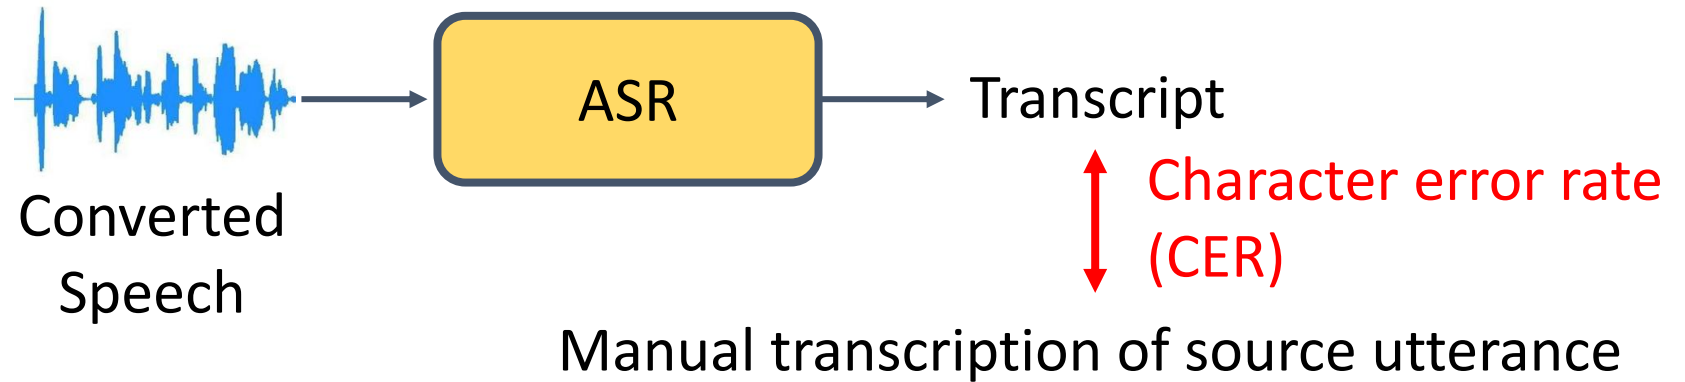 Converted
Speech
ASR
Transcript
Character error rate
(CER)
Manual transcription of source utterance